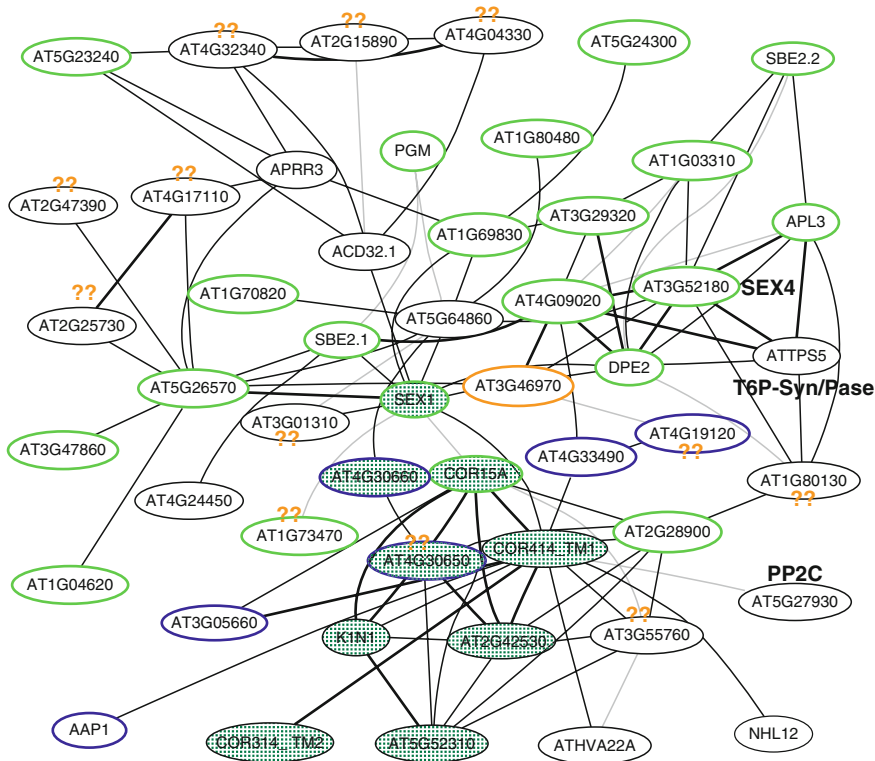 ??
??
??
AT5G23240
AT4G32340
AT2G15890
AT4G04330
AT5G24300
SBE2.2
AT1G80480
PGM
AT1G03310
??
??
APRR3
AT2G47390
AT4G17110
AT3G29320
APL3
AT1G69830
ACD32.1
??
AT1G70820
AT4G09020
AT3G52180
SEX4
AT2G25730
AT5G64860
SBE2.1
ATTPS5
DPE2
AT5G26570
AT3G46970
T6P-Syn/Pase
SEX1
AT3G01310
??
AT4G19120
??
AT3G47860
AT4G33490
AT4G30660
COR15A
AT1G80130
??
AT4G24450
??
AT1G73470
AT2G28900
??
COR414_TM1
AT4G30650
PP2C
AT1G04620
AT5G27930
AT3G05660
??
K1N1
AT2G42530
AT3G55760
AAP1
COR314_ TM2
AT5G52310
ATHVA22A
NHL12